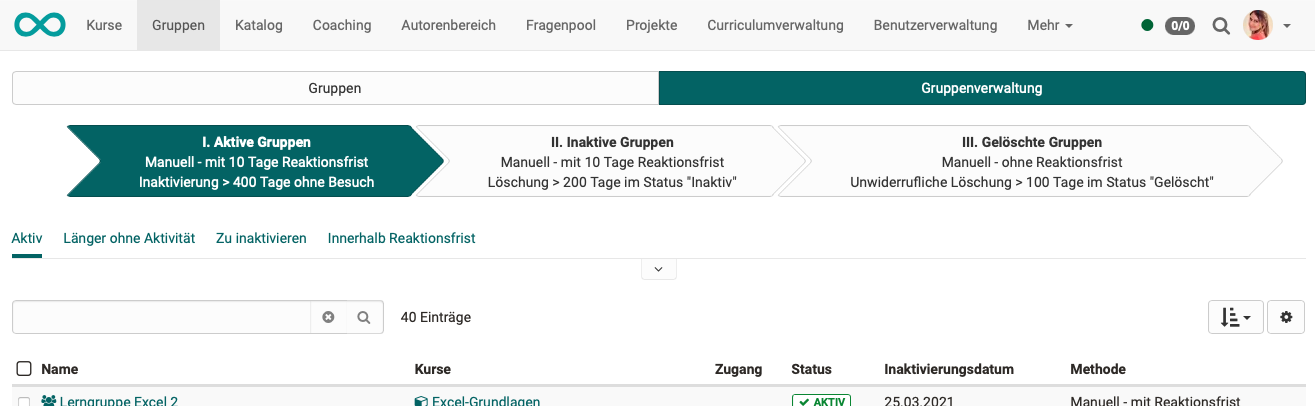 Kurse Gruppen Katalog Coaching Autorenbereich Fragenpool Projekte Curriculumverwaltung Benutzerverwaltung Mehr 0/0
Gruppen Gruppenverwaltung
I. Aktive Gruppen
Manuell - mit 10 Tage Reaktionsfrist
Inaktivierung > 400 Tage ohne Besuch
II. Inaktive Gruppen
Manuell - mit 10 Tage Reaktionsfrist
Löschung > 200 Tage im Status "Inaktiv"
III. Gelöschte Gruppen
Manuell - ohne Reaktionsfrist
Unwiderrufliche Löschung > 100 Tage im Status "Gelöscht"
Aktiv Länger ohne Aktivität Zu inaktivieren Innerhalb Reaktionsfrist
40 Einträge
Name Kurse Zugang Status Inaktivierungsdatum Methode
Lerngruppe Excel 2 Excel-Grundlagen AKTIV 25.03.2021 Manuell - mit Reaktionsfrist